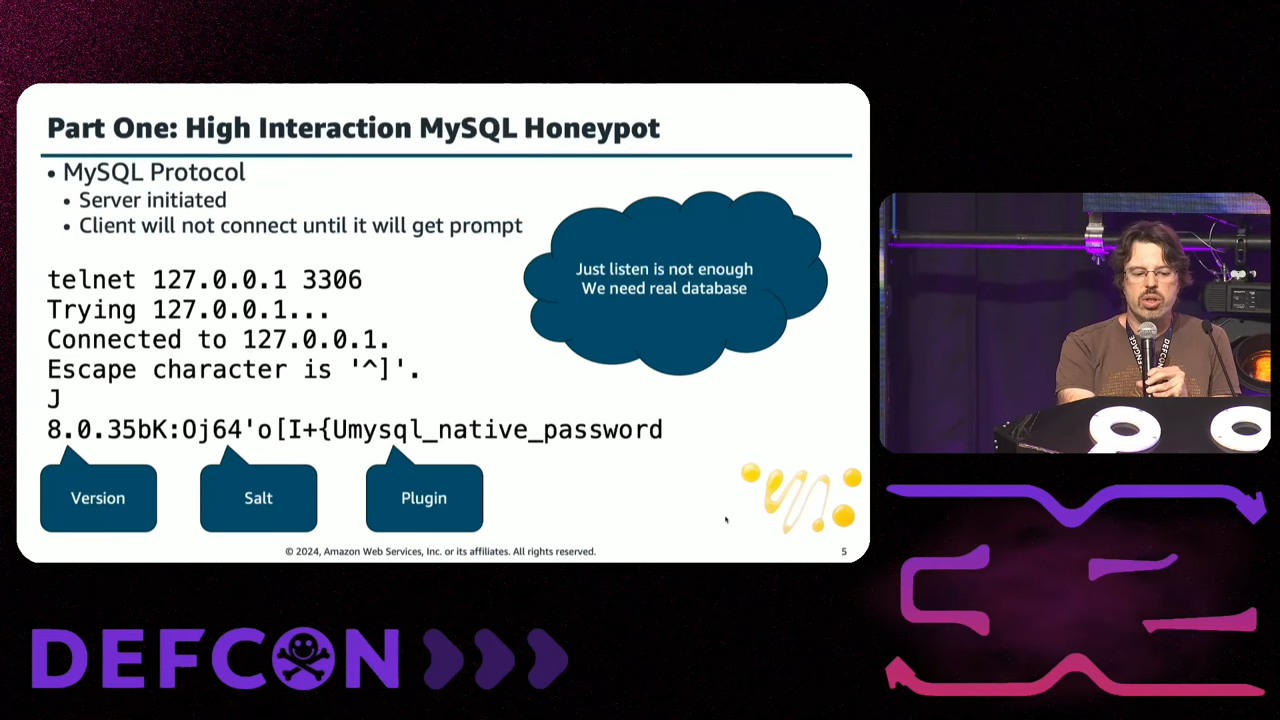 Part One: High Interaction MySQL Honeypot
• MySQL Protocol
• Server initiated
• Client will not connect until it will get prompt
Just listen is not enough
We need real database
telnet 127.0.0.1 3306
Trying 127.0.0.1...
Connected to 127.0.0.1.
Escape character is '^]'.
J
8.0.35bK:Oj64'o[I+{Umysql_native_password
Version
Salt
Plugin
© 2024, Amazon Web Services, Inc. or its affiliates. All rights reserved.
5
DEFCON
DEFCON
ENGAGE